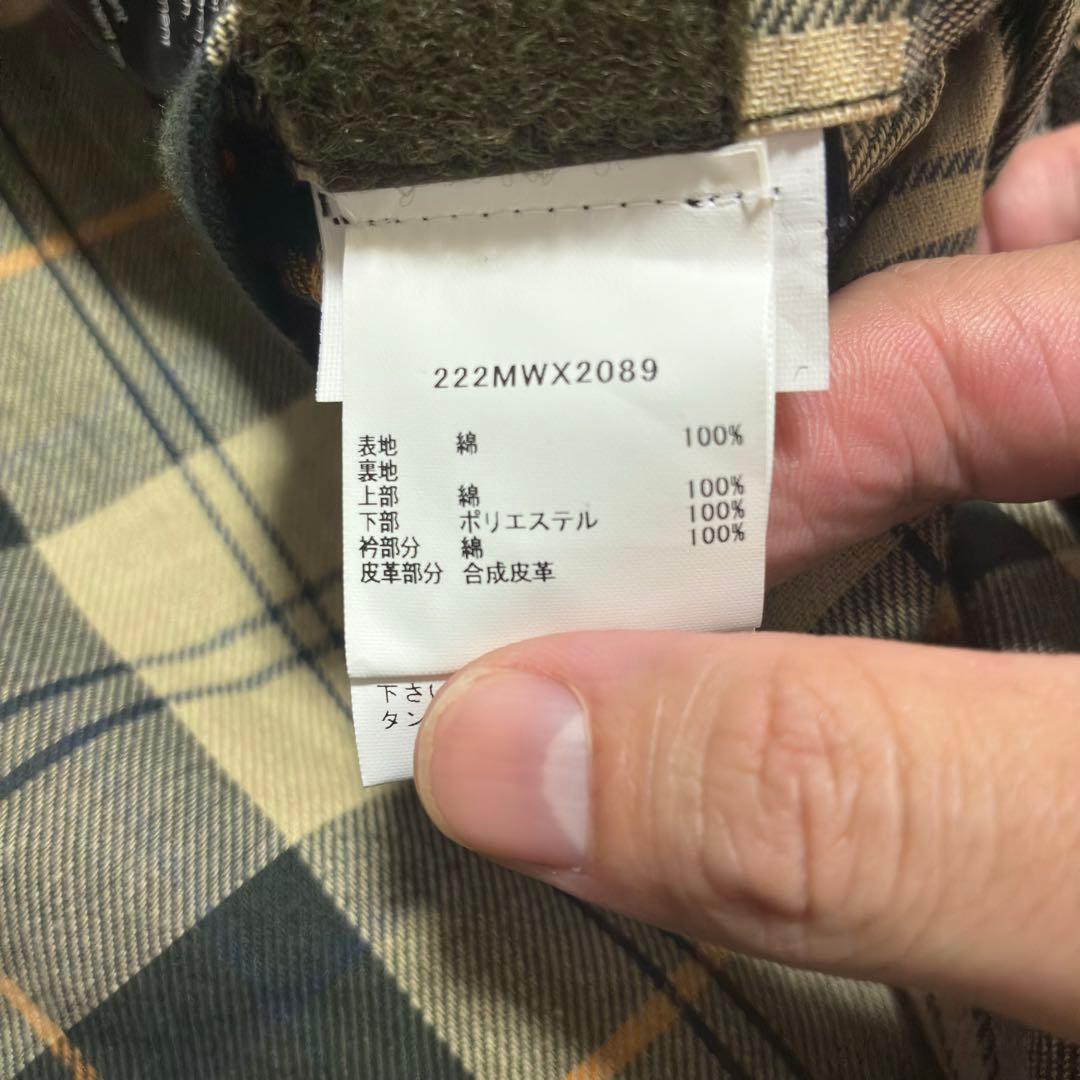 222MWX2089
表地 綿 100%
裏地
上部 綿 100%
下部 ポリエステル 100%
衿部分 綿 100%
皮革部分 合成皮革
下さい
タン